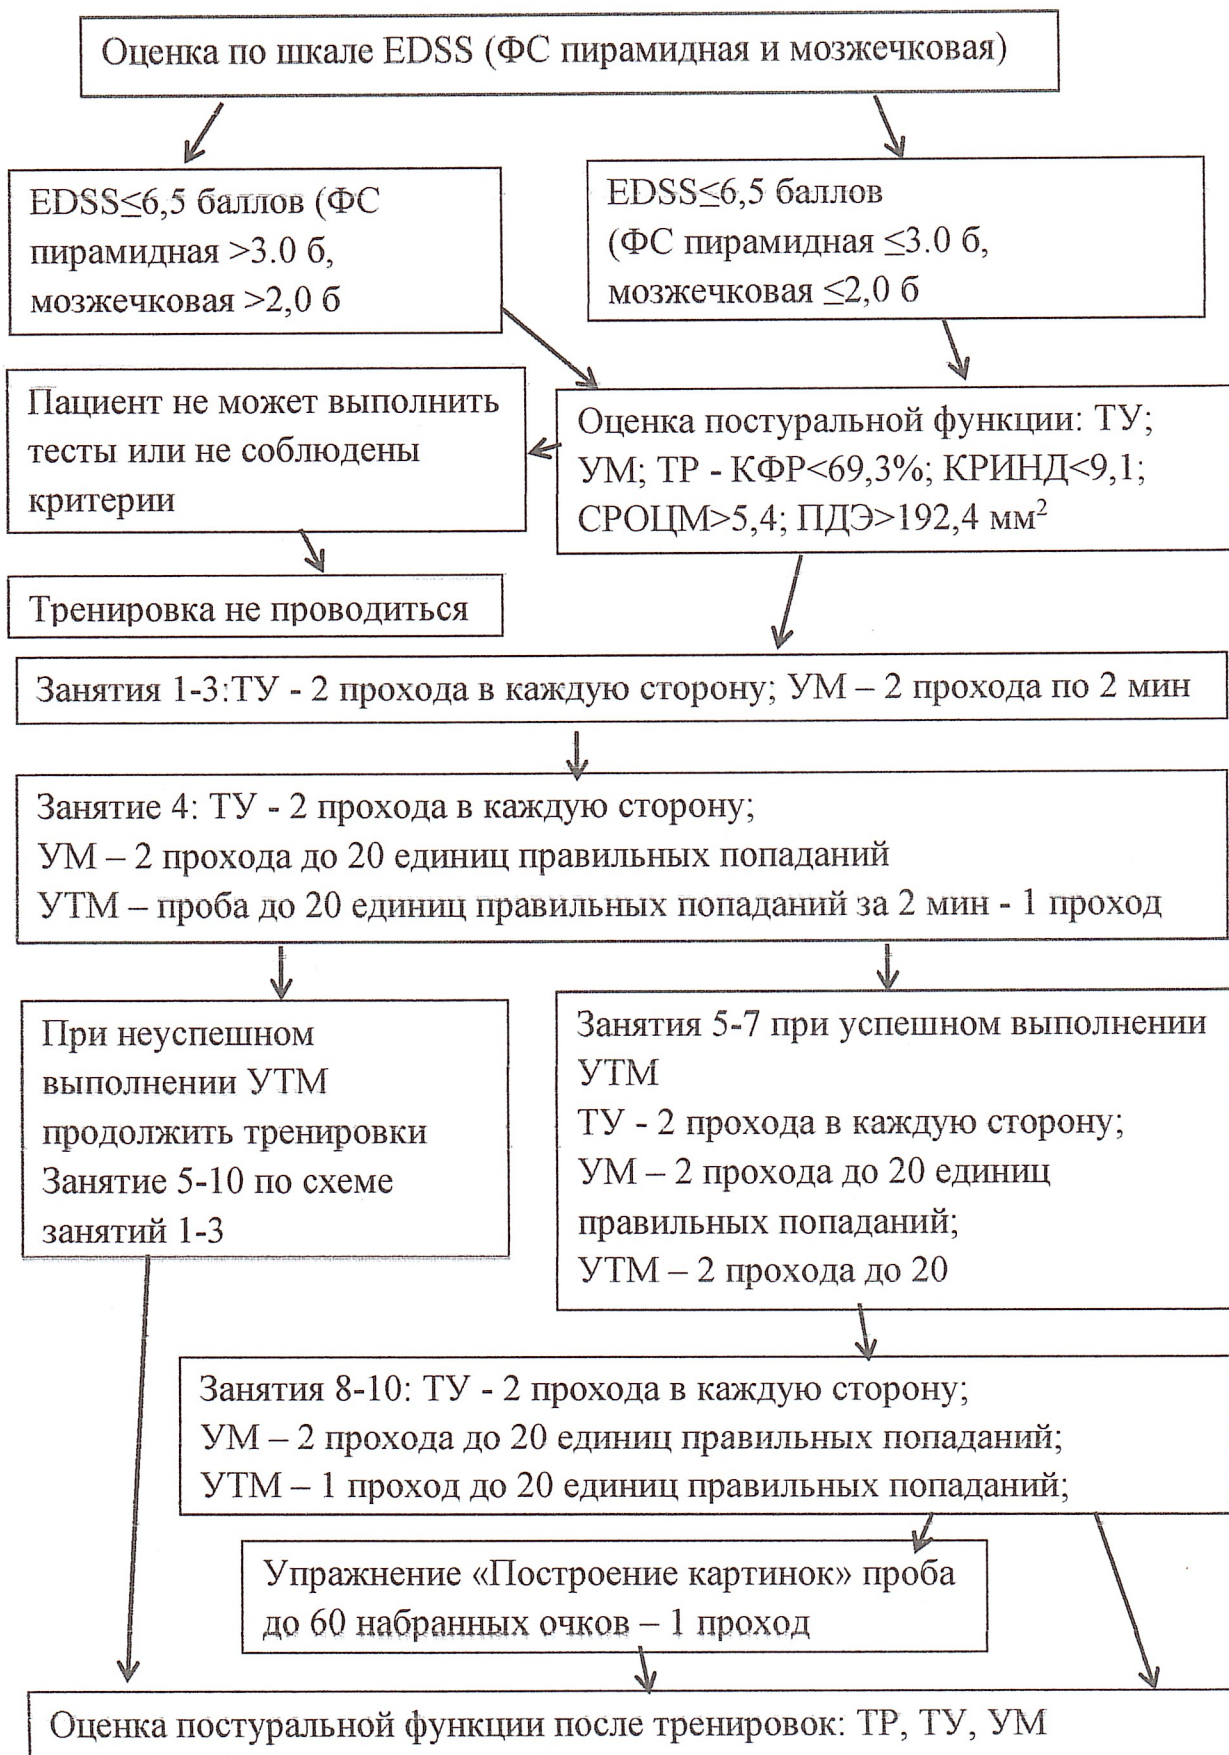 Оценка по шкале EDSS (ФС пирамидная и мозжечковая)
EDSS≤6,5 баллов (ФС
пирамидная >3.0 б,
мозжечковая >2,0 б
EDSS≤6,5 баллов
(ФС пирамидная ≤3.0 б,
мозжечковая ≤2,0 б
Пациент не может выполнить
тесты или не соблюдены
критерии
Оценка постуральной функции: ТУ;
УМ; ТР - КФР<69,3%; КРИНД<9,1;
СРОЦМ>5,4; ПДЭ>192,4 мм²
Тренировка не проводиться
Занятия 1-3:ТУ - 2 прохода в каждую сторону; УМ – 2 прохода по 2 мин
Занятие 4: ТУ - 2 прохода в каждую сторону;
УМ – 2 прохода до 20 единиц правильных попаданий
УТМ – проба до 20 единиц правильных попаданий за 2 мин - 1 проход
При неуспешном
выполнении УТМ
продолжить тренировки
Занятие 5-10 по схеме
занятий 1-3
Занятия 5-7 при успешном выполнении
УТМ
ТУ - 2 прохода в каждую сторону;
УМ – 2 прохода до 20 единиц
правильных попаданий;
УТМ – 2 прохода до 20
Занятия 8-10: ТУ - 2 прохода в каждую сторону;
УМ – 2 прохода до 20 единиц правильных попаданий;
УТМ – 1 проход до 20 единиц правильных попаданий;
Упражнение «Построение картинок» проба
до 60 набранных очков – 1 проход
Оценка постуральной функции после тренировок: ТР, ТУ, УМ